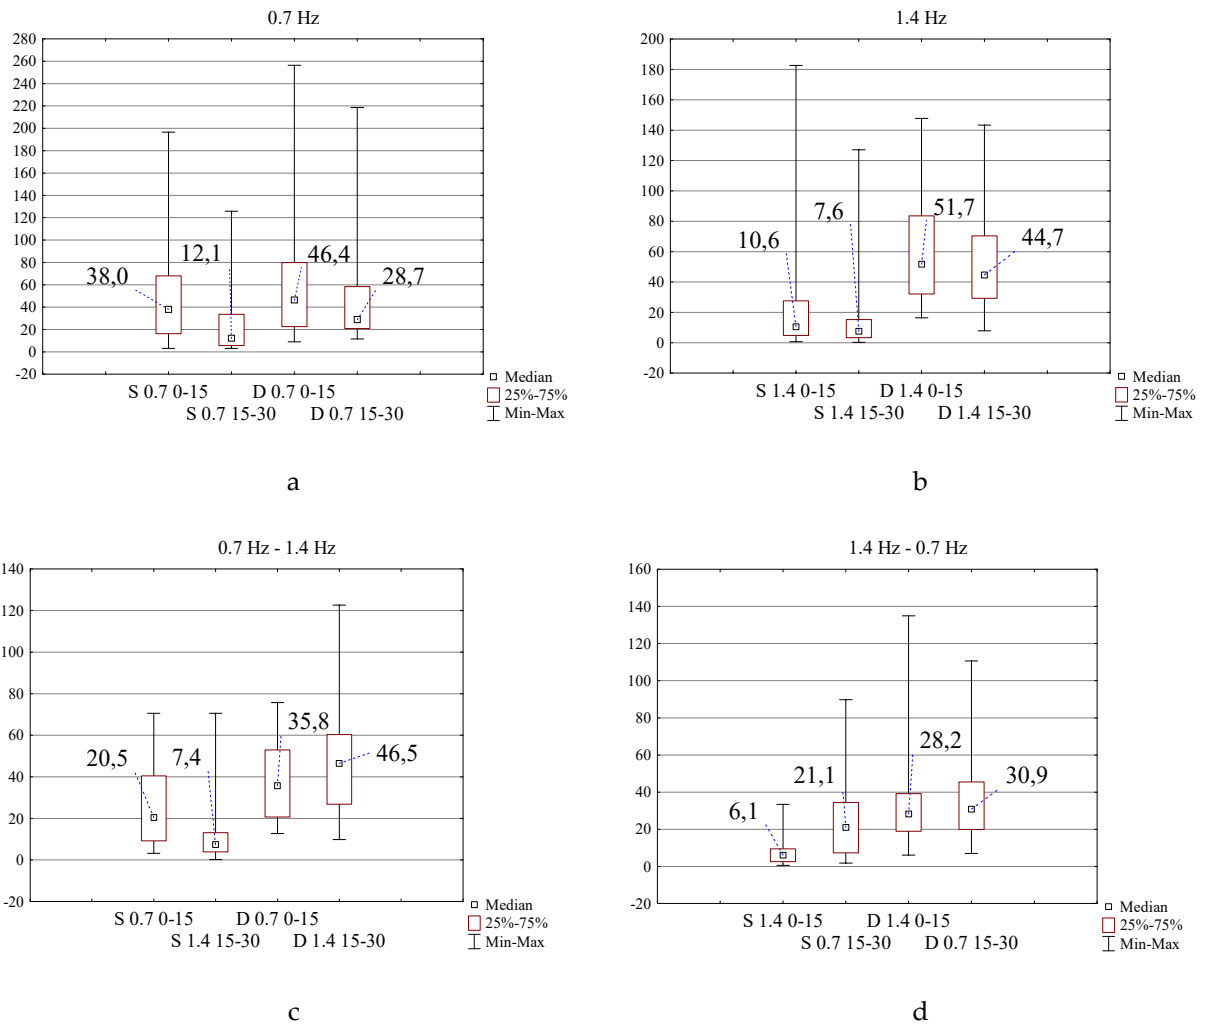 0.7 Hz
280
260
240
220
200
180
160
140
120
100
80
60
40
20
0
-20
38,0
12,1
46,4
28,7
S 0.7 0-15
D 0.7 0-15
S 0.7 15-30
D 0.7 15-30
Median
25%-75%
Min-Max
a
1.4 Hz
200
180
160
140
120
100
80
60
40
20
0
-20
10,6
7,6
51,7
44,7
S 1.4 0-15
D 1.4 0-15
S 1.4 15-30
D 1.4 15-30
Median
25%-75%
Min-Max
b
0.7 Hz - 1.4 Hz
140
120
100
80
60
40
20
0
-20
20,5
7,4
35,8
46,5
S 0.7 0-15
D 0.7 0-15
S 1.4 15-30
D 1.4 15-30
Median
25%-75%
Min-Max
c
1.4 Hz - 0.7 Hz
160
140
120
100
80
60
40
20
0
-20
6,1
21,1
28,2
30,9
S 1.4 0-15
D 1.4 0-15
S 0.7 15-30
D 0.7 15-30
Median
25%-75%
Min-Max
d